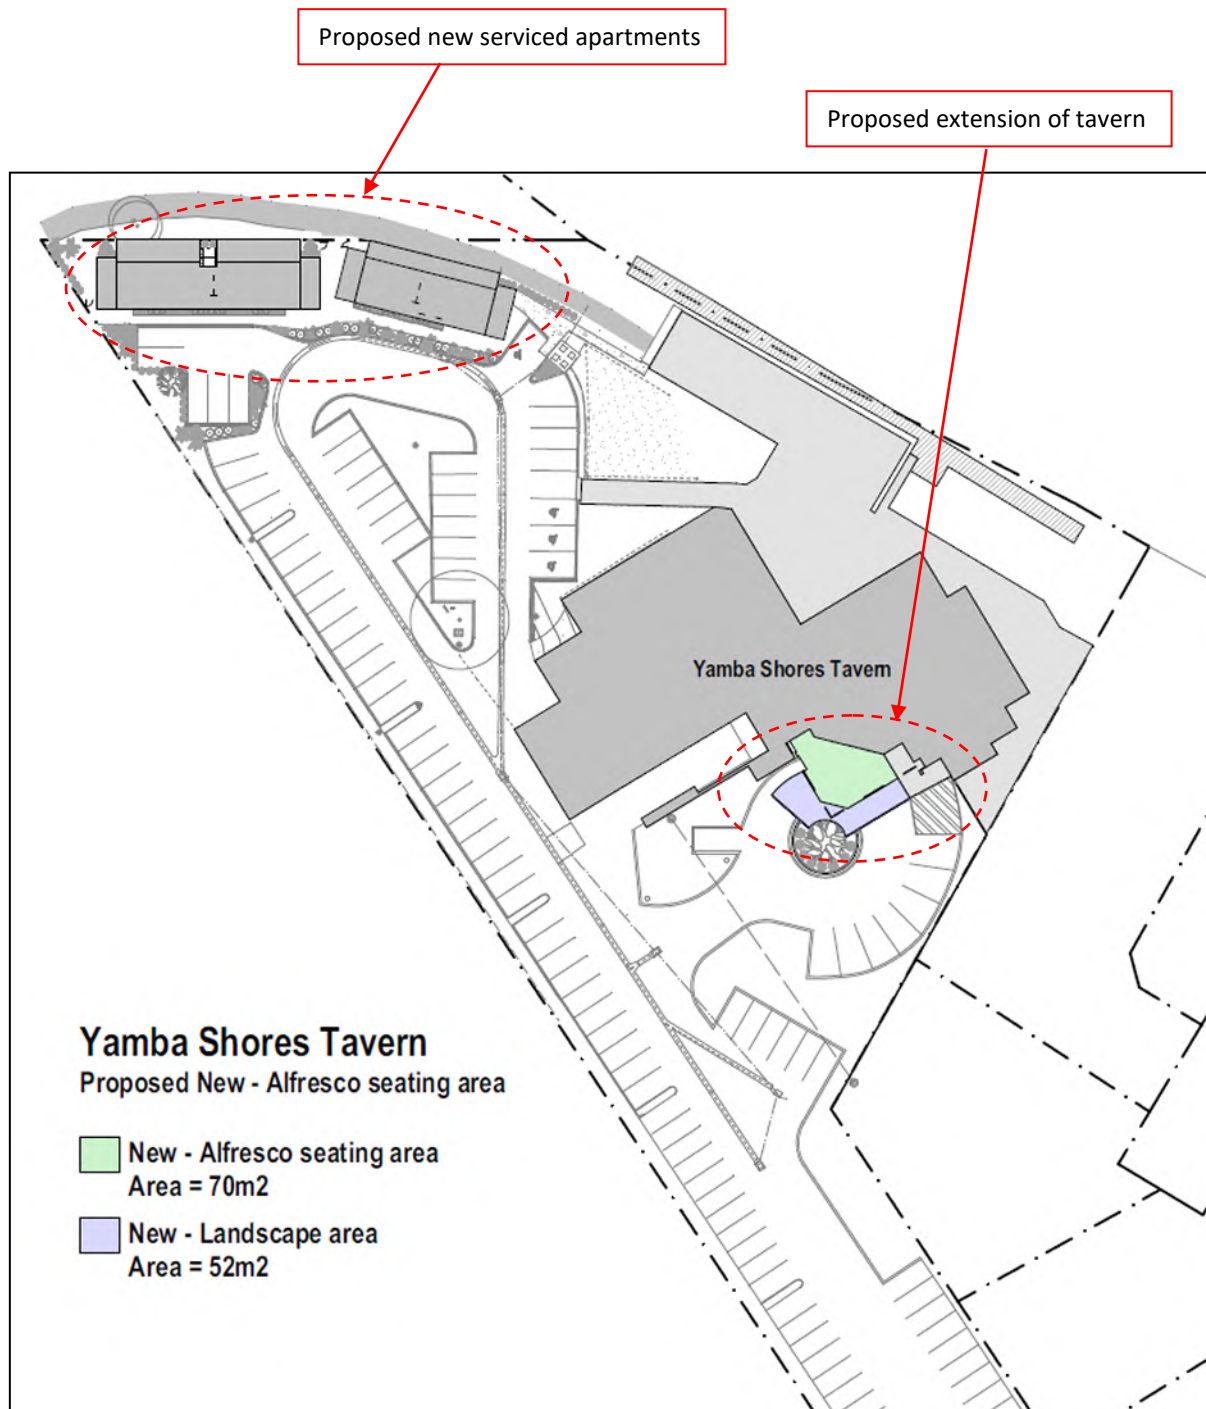 Proposed new serviced apartments
Proposed extension of tavern
Yamba Shores Tavern
Yamba Shores Tavern
Proposed New - Alfresco seating area
New - Alfresco seating area
Area = 70m2
New - Landscape area
Area = 52m2